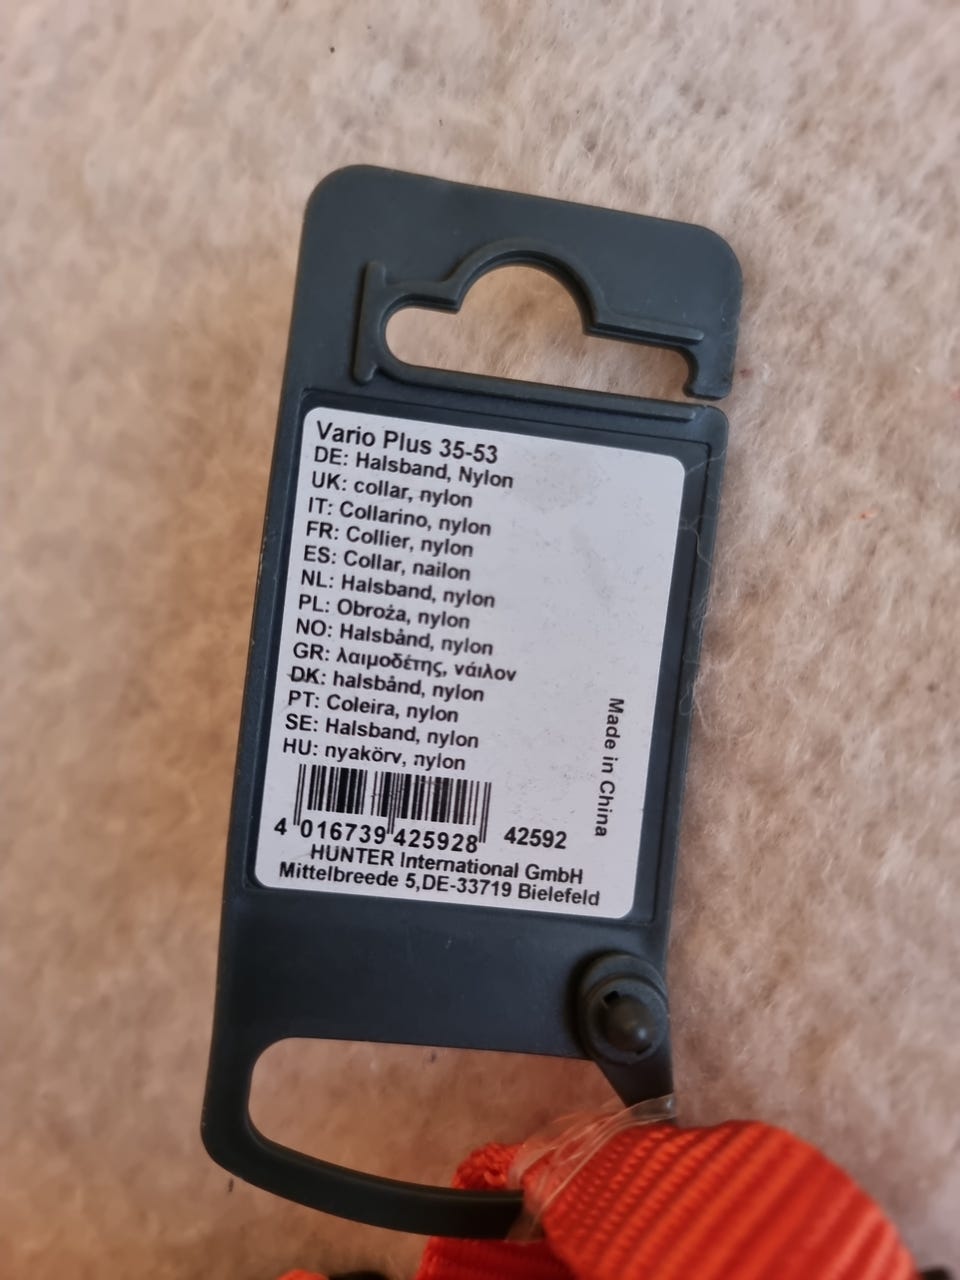 Vario Plus 35-53
DE: Halsband, Nylon
UK: collar, nylon
IT: Collarino, nylon
FR: Collier, nylon
ES: Collar, nailon
NL: Halsband, nylon
PL: Obroża, nylon
NO: Halsbånd, nylon
GR: λαιμοδέτης, νάιλον
DK: halsbånd, nylon
PT: Coleira, nylon
SE: Halsband, nylon
HU: nyakörv, nylon
4 016739 425928 42592
HUNTER International GmbH
Mittelbreede 5,DE-33719 Bielefeld
Made in China